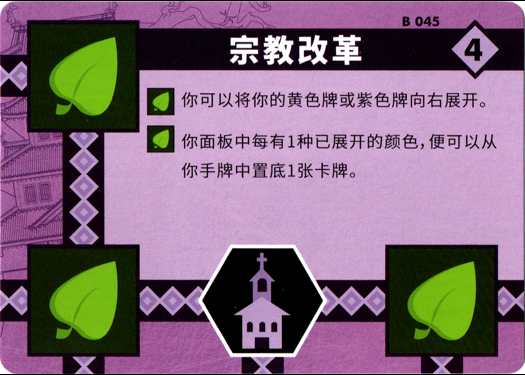 B 045
宗教改革
4
你可以将你的黄色牌或紫色牌向右展开。
你面板中每有1种已展开的颜色,便可以从
你手牌中置底1张卡牌。